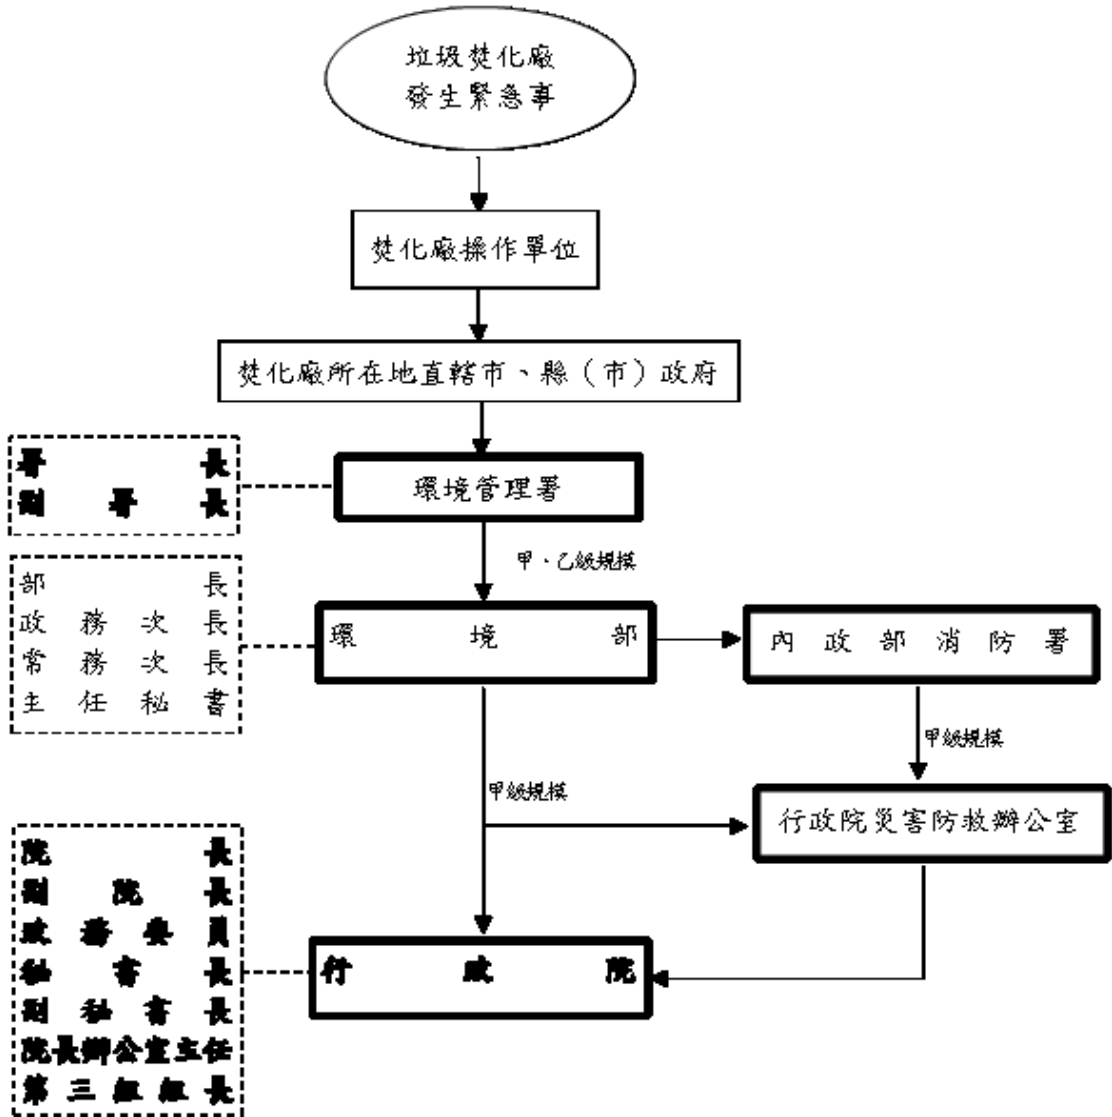 垃圾焚化廠
發生緊急事
焚化廠操作單位
焚化廠所在地直轄市、縣（市）政府
署長
副署長
環境管理署
甲、乙級規模
部長
政務次長
常務次長
主任秘書
環境部
內政部消防署
甲級規模
甲級規模
行政院災害防救辦公室
院長
副院長
政務委員
秘書長
副秘書長
院長辦公室主任
第三組組長
行政院